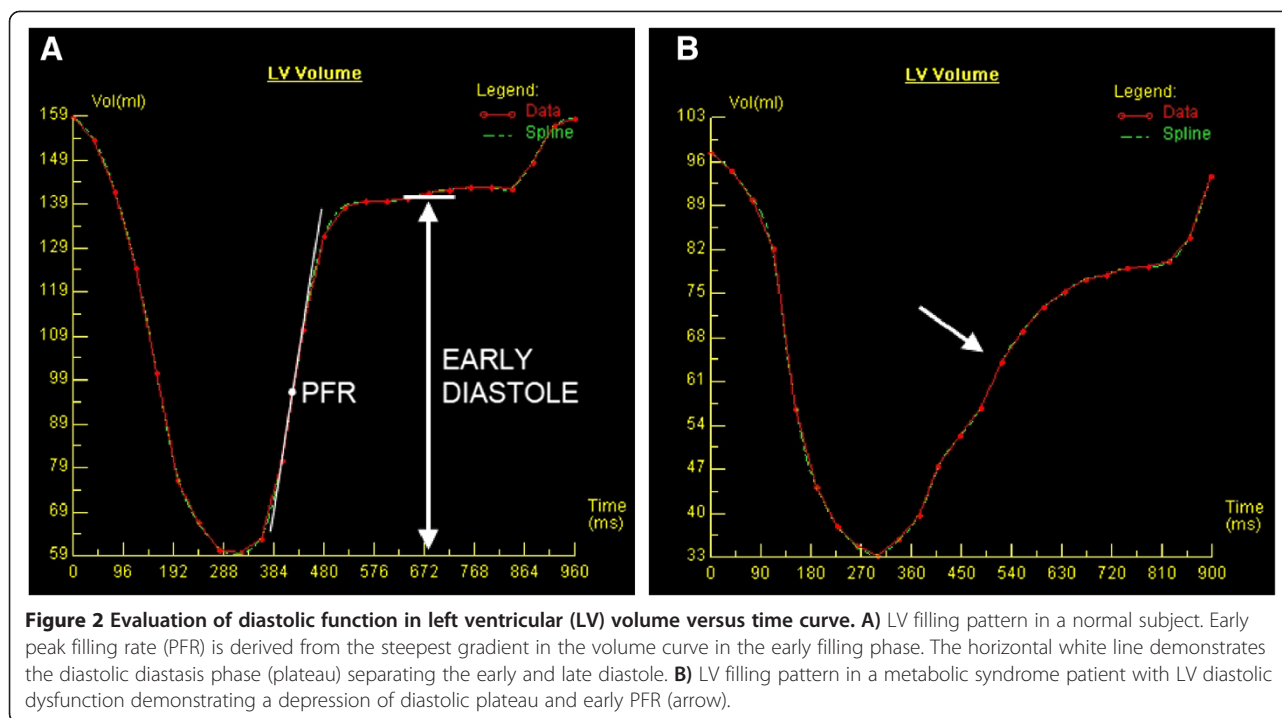 A
LV Volume
Vol(ml)
Legend:
Data
Spline
159
149
139
129
119
109
99
89
79
69
59
PFR
EARLY
DIASTOLE
Time
(ms)
0 96 192 288 384 480 576 672 768 864 960
B
LV Volume
Vol(ml)
Legend:
Data
Spline
103
96
89
82
75
68
61
54
47
40
33
Time
(ms)
0 90 180 270 360 450 540 630 720 810 900
Figure 2 Evaluation of diastolic function in left ventricular (LV) volume versus time curve. A) LV filling pattern in a normal subject. Early
peak filling rate (PFR) is derived from the steepest gradient in the volume curve in the early filling phase. The horizontal white line demonstrates
the diastolic diastasis phase (plateau) separating the early and late diastole. B) LV filling pattern in a metabolic syndrome patient with LV diastolic
dysfunction demonstrating a depression of diastolic plateau and early PFR (arrow).